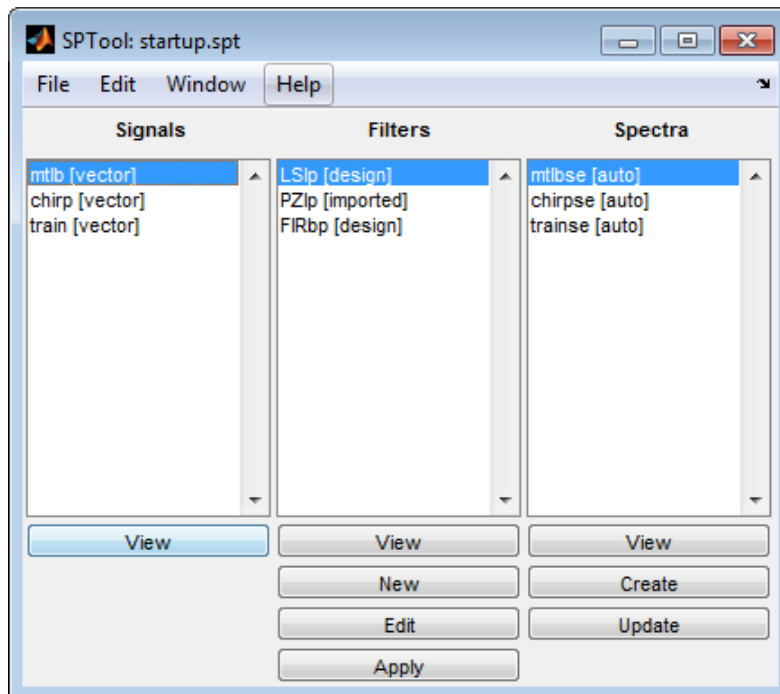 SPTool: startup.spt
File Edit Window Help
Signals
Filters
Spectra
mtlb [vector]
chirp [vector]
train [vector]
LSlp [design]
PZlp [imported]
FIRbp [design]
mtlbse [auto]
chirpse [auto]
trainse [auto]
View
View
View
New
Create
Edit
Update
Apply